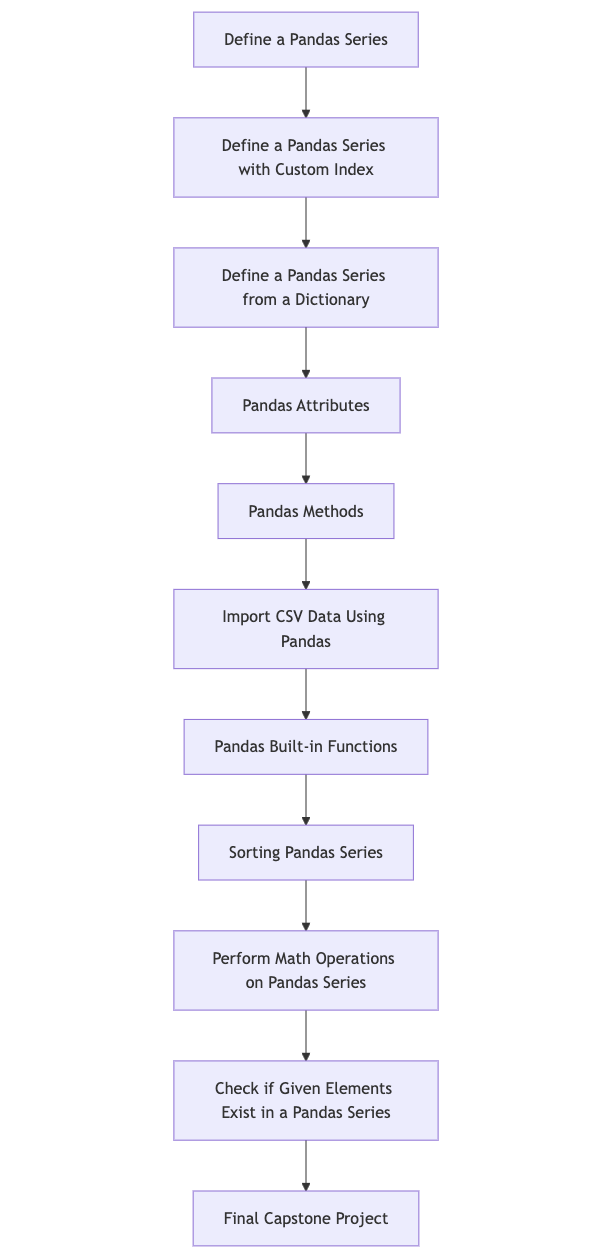 Define a Pandas Series
Define a Pandas Series
with Custom Index
Define a Pandas Series
from a Dictionary
Pandas Attributes
Pandas Methods
Import CSV Data Using
Pandas
Pandas Built-in Functions
Sorting Pandas Series
Perform Math Operations
on Pandas Series
Check if Given Elements
Exist in a Pandas Series
Final Capstone Project